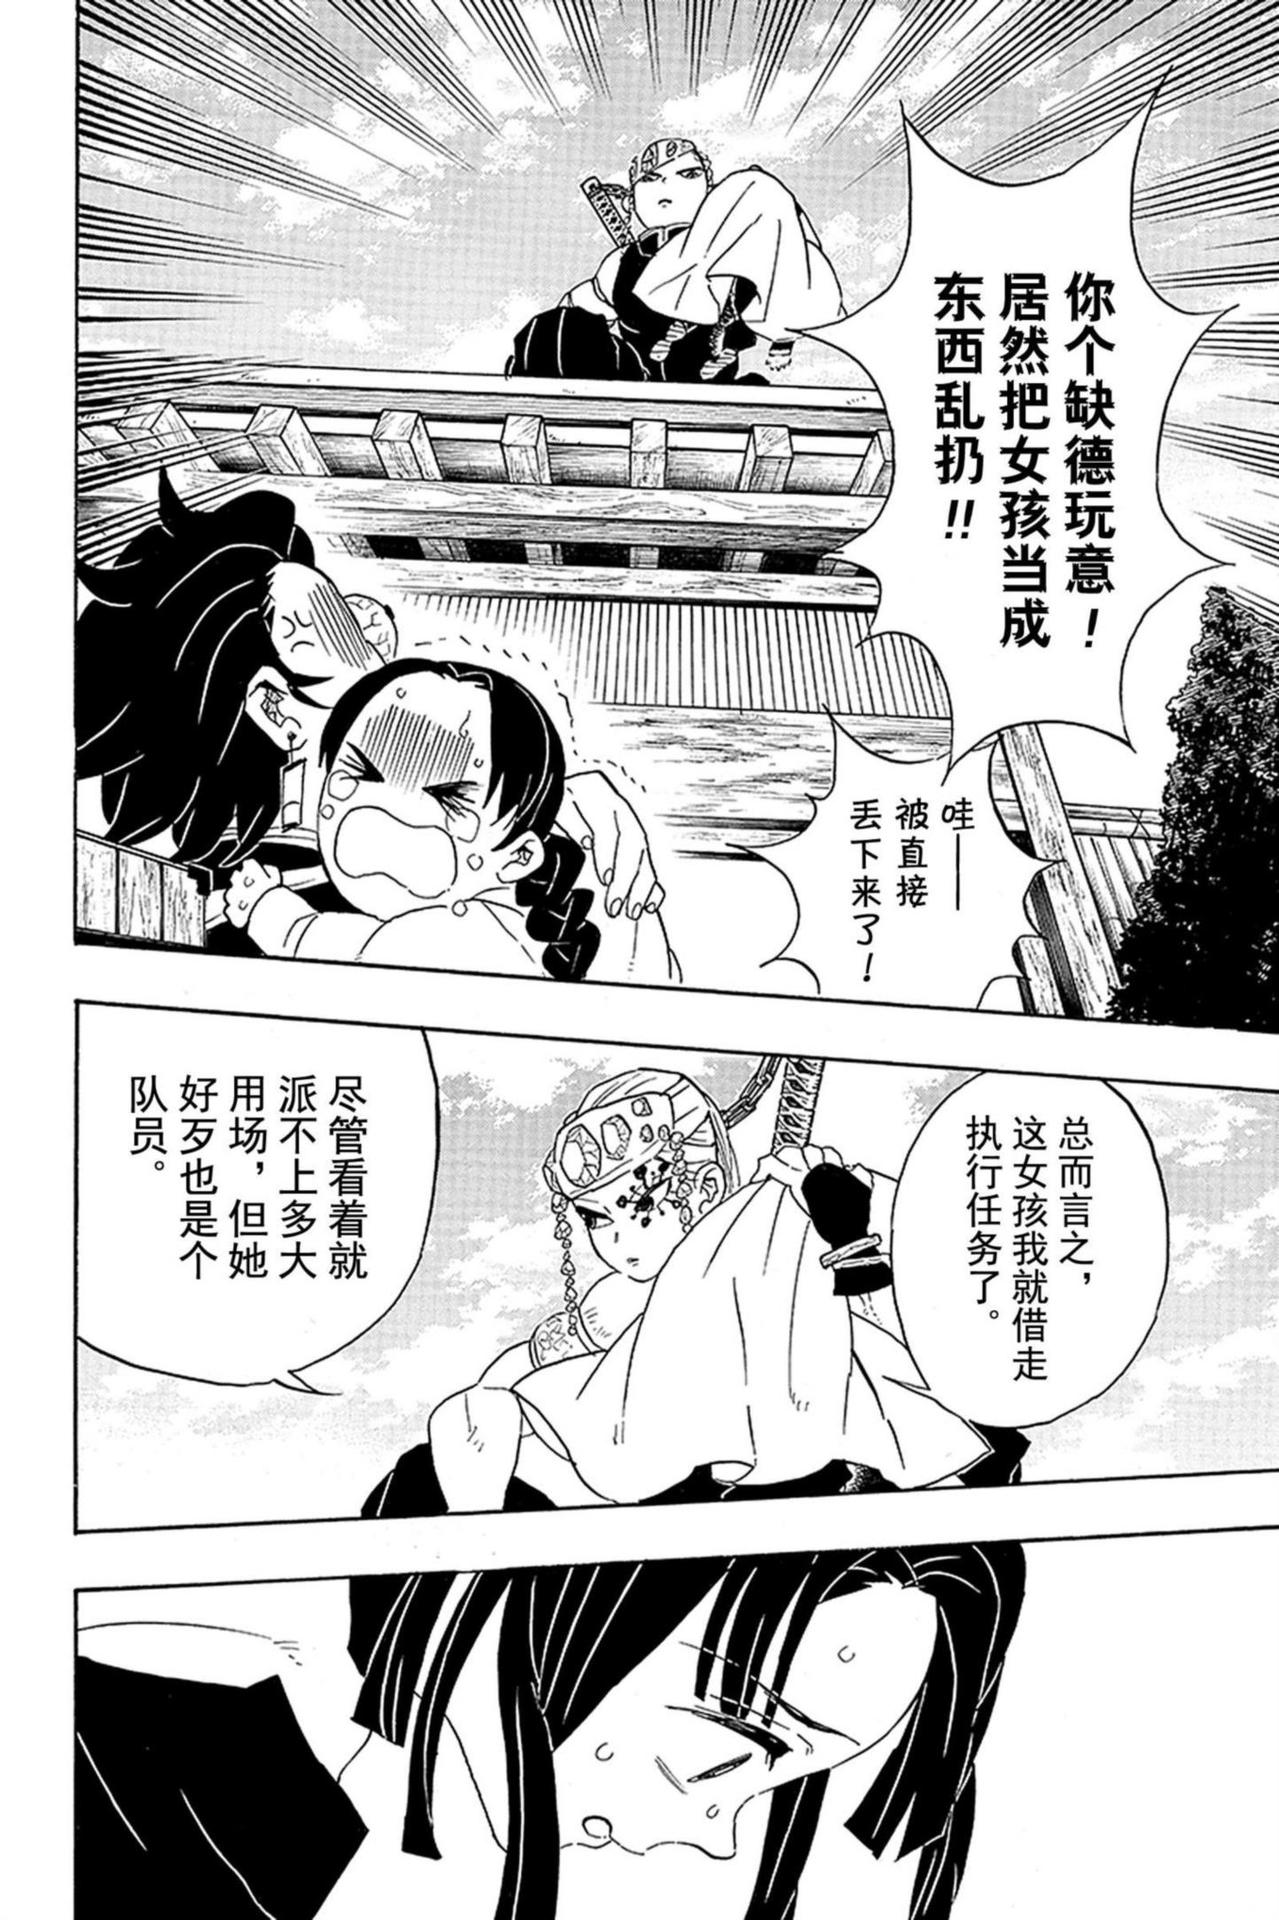 你个缺德玩意！
居然把女孩当成
东西乱扔！！
哇——
被直接
丢下来了！
总而言之，
这女孩我就借走
执行任务了。
尽管看着就
派不上多大
用场，但她
好歹也是个
队员。